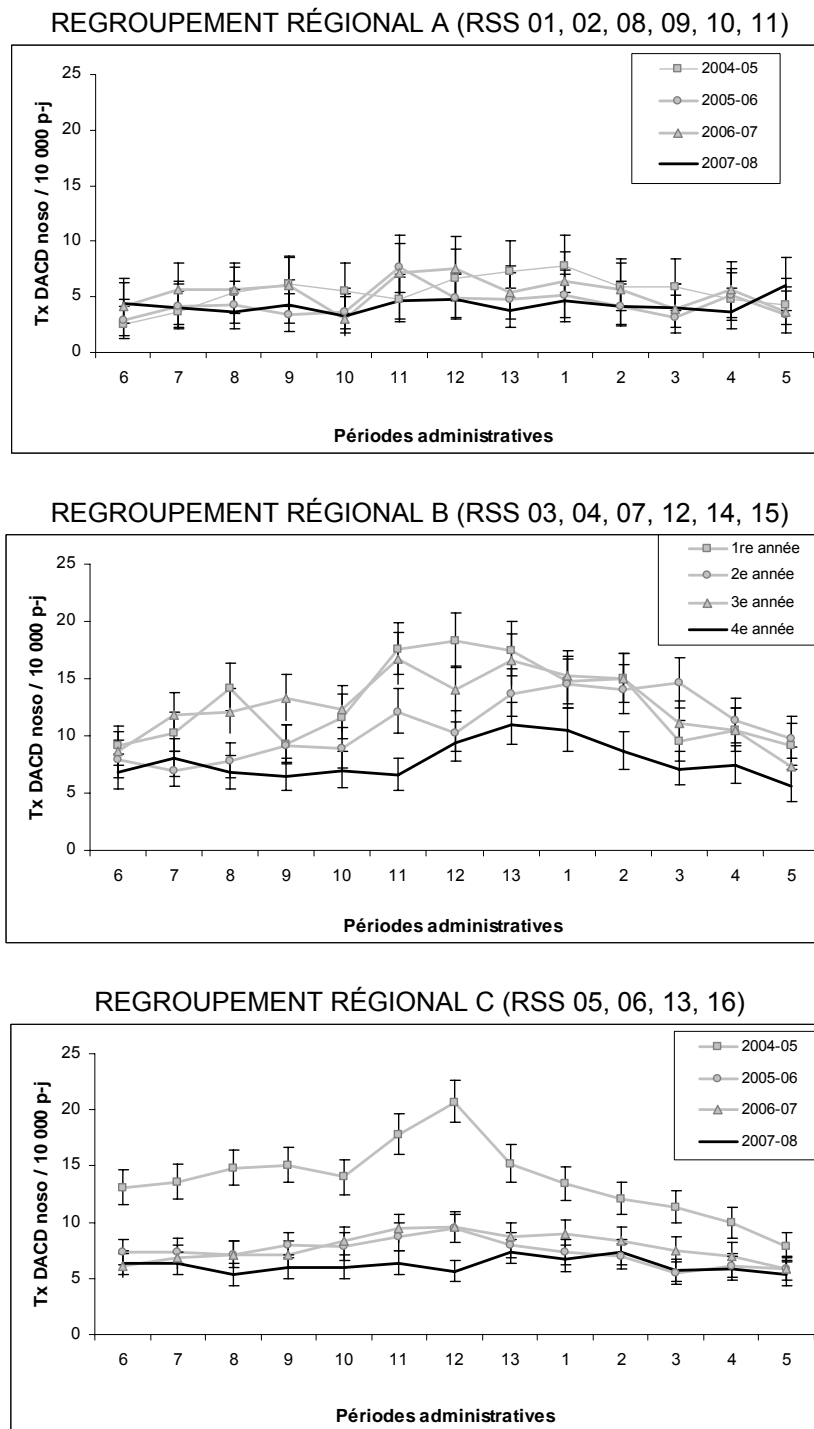 REGROUPEMENT RÉGIONAL A (RSS 01, 02, 08, 09, 10, 11)
25
20
15
10
5
0
Tx DACD noso / 10 000 p-j
2004-05
2005-06
2006-07
2007-08
6 7 8 9 10 11 12 13 1 2 3 4 5
Périodes administratives
REGROUPEMENT RÉGIONAL B (RSS 03, 04, 07, 12, 14, 15)
25
20
15
10
5
0
Tx DACD noso / 10 000 p-j
1re année
2e année
3e année
4e année
6 7 8 9 10 11 12 13 1 2 3 4 5
Périodes administratives
REGROUPEMENT RÉGIONAL C (RSS 05, 06, 13, 16)
25
20
15
10
5
0
Tx DACD noso / 10 000 p-j
2004-05
2005-06
2006-07
2007-08
6 7 8 9 10 11 12 13 1 2 3 4 5
Périodes administratives